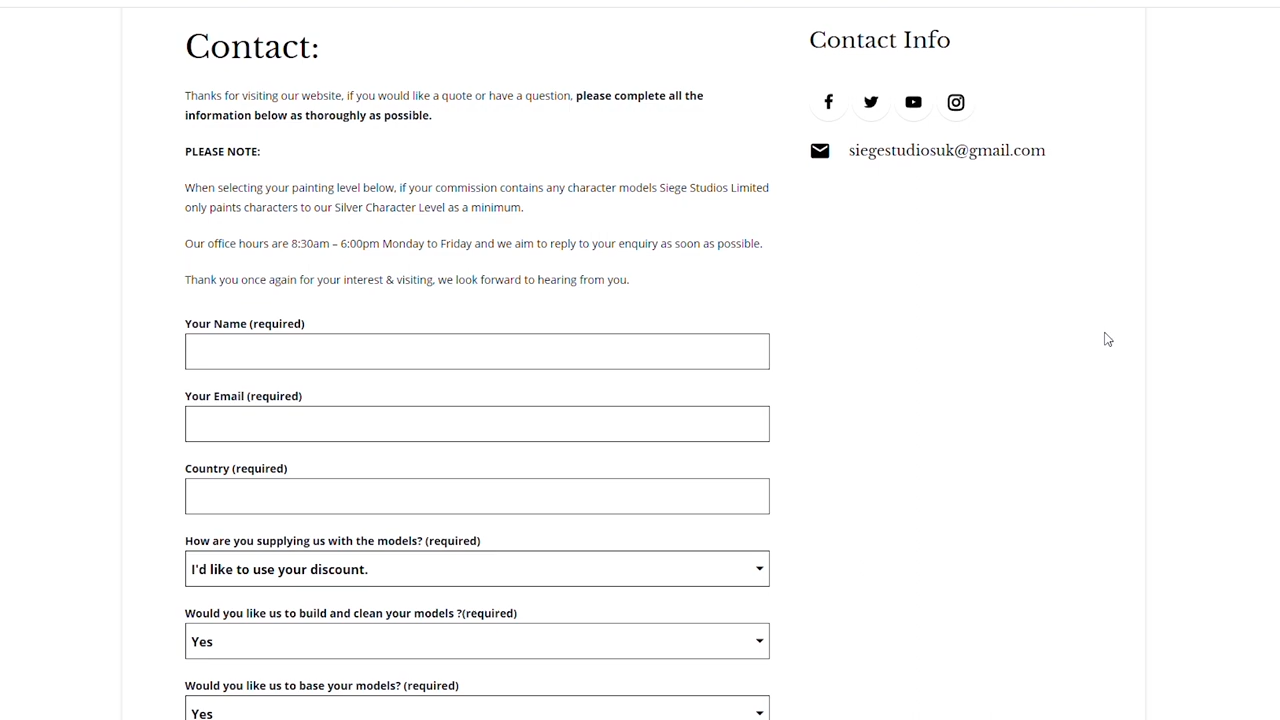 Contact:
Thanks for visiting our website, if you would like a quote or have a question, please complete all the
information below as thoroughly as possible.
PLEASE NOTE:
When selecting your painting level below, if your commission contains any character models Siege Studios Limited
only paints characters to our Silver Character Level as a minimum.
Our office hours are 8:30am – 6:00pm Monday to Friday and we aim to reply to your enquiry as soon as possible.
Thank you once again for your interest & visiting, we look forward to hearing from you.
Your Name (required)
Your Email (required)
Country (required)
How are you supplying us with the models? (required)
I'd like to use your discount.
Would you like us to build and clean your models ?(required)
Yes
Would you like us to base your models? (required)
Yes
Contact Info
siegestudiosuk@gmail.com